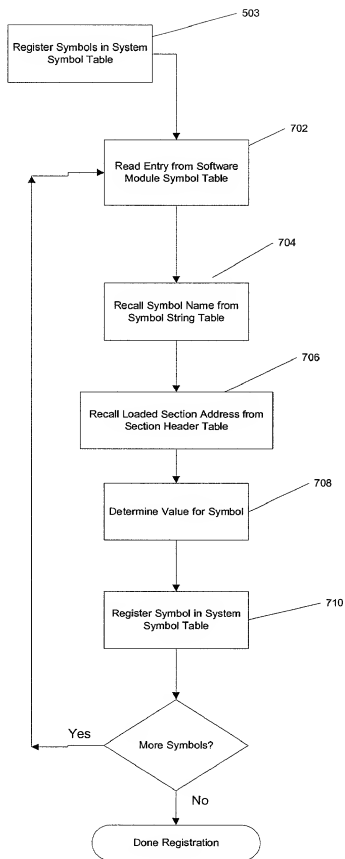 503
Register Symbols in System
Symbol Table
702
Read Entry from Software
Module Symbol Table
704
Recall Symbol Name from
Symbol String Table
706
Recall Loaded Section Address from
Section Header Table
708
Determine Value for Symbol
710
Register Symbol in System
Symbol Table
Yes
More Symbols?
No
Done Registration